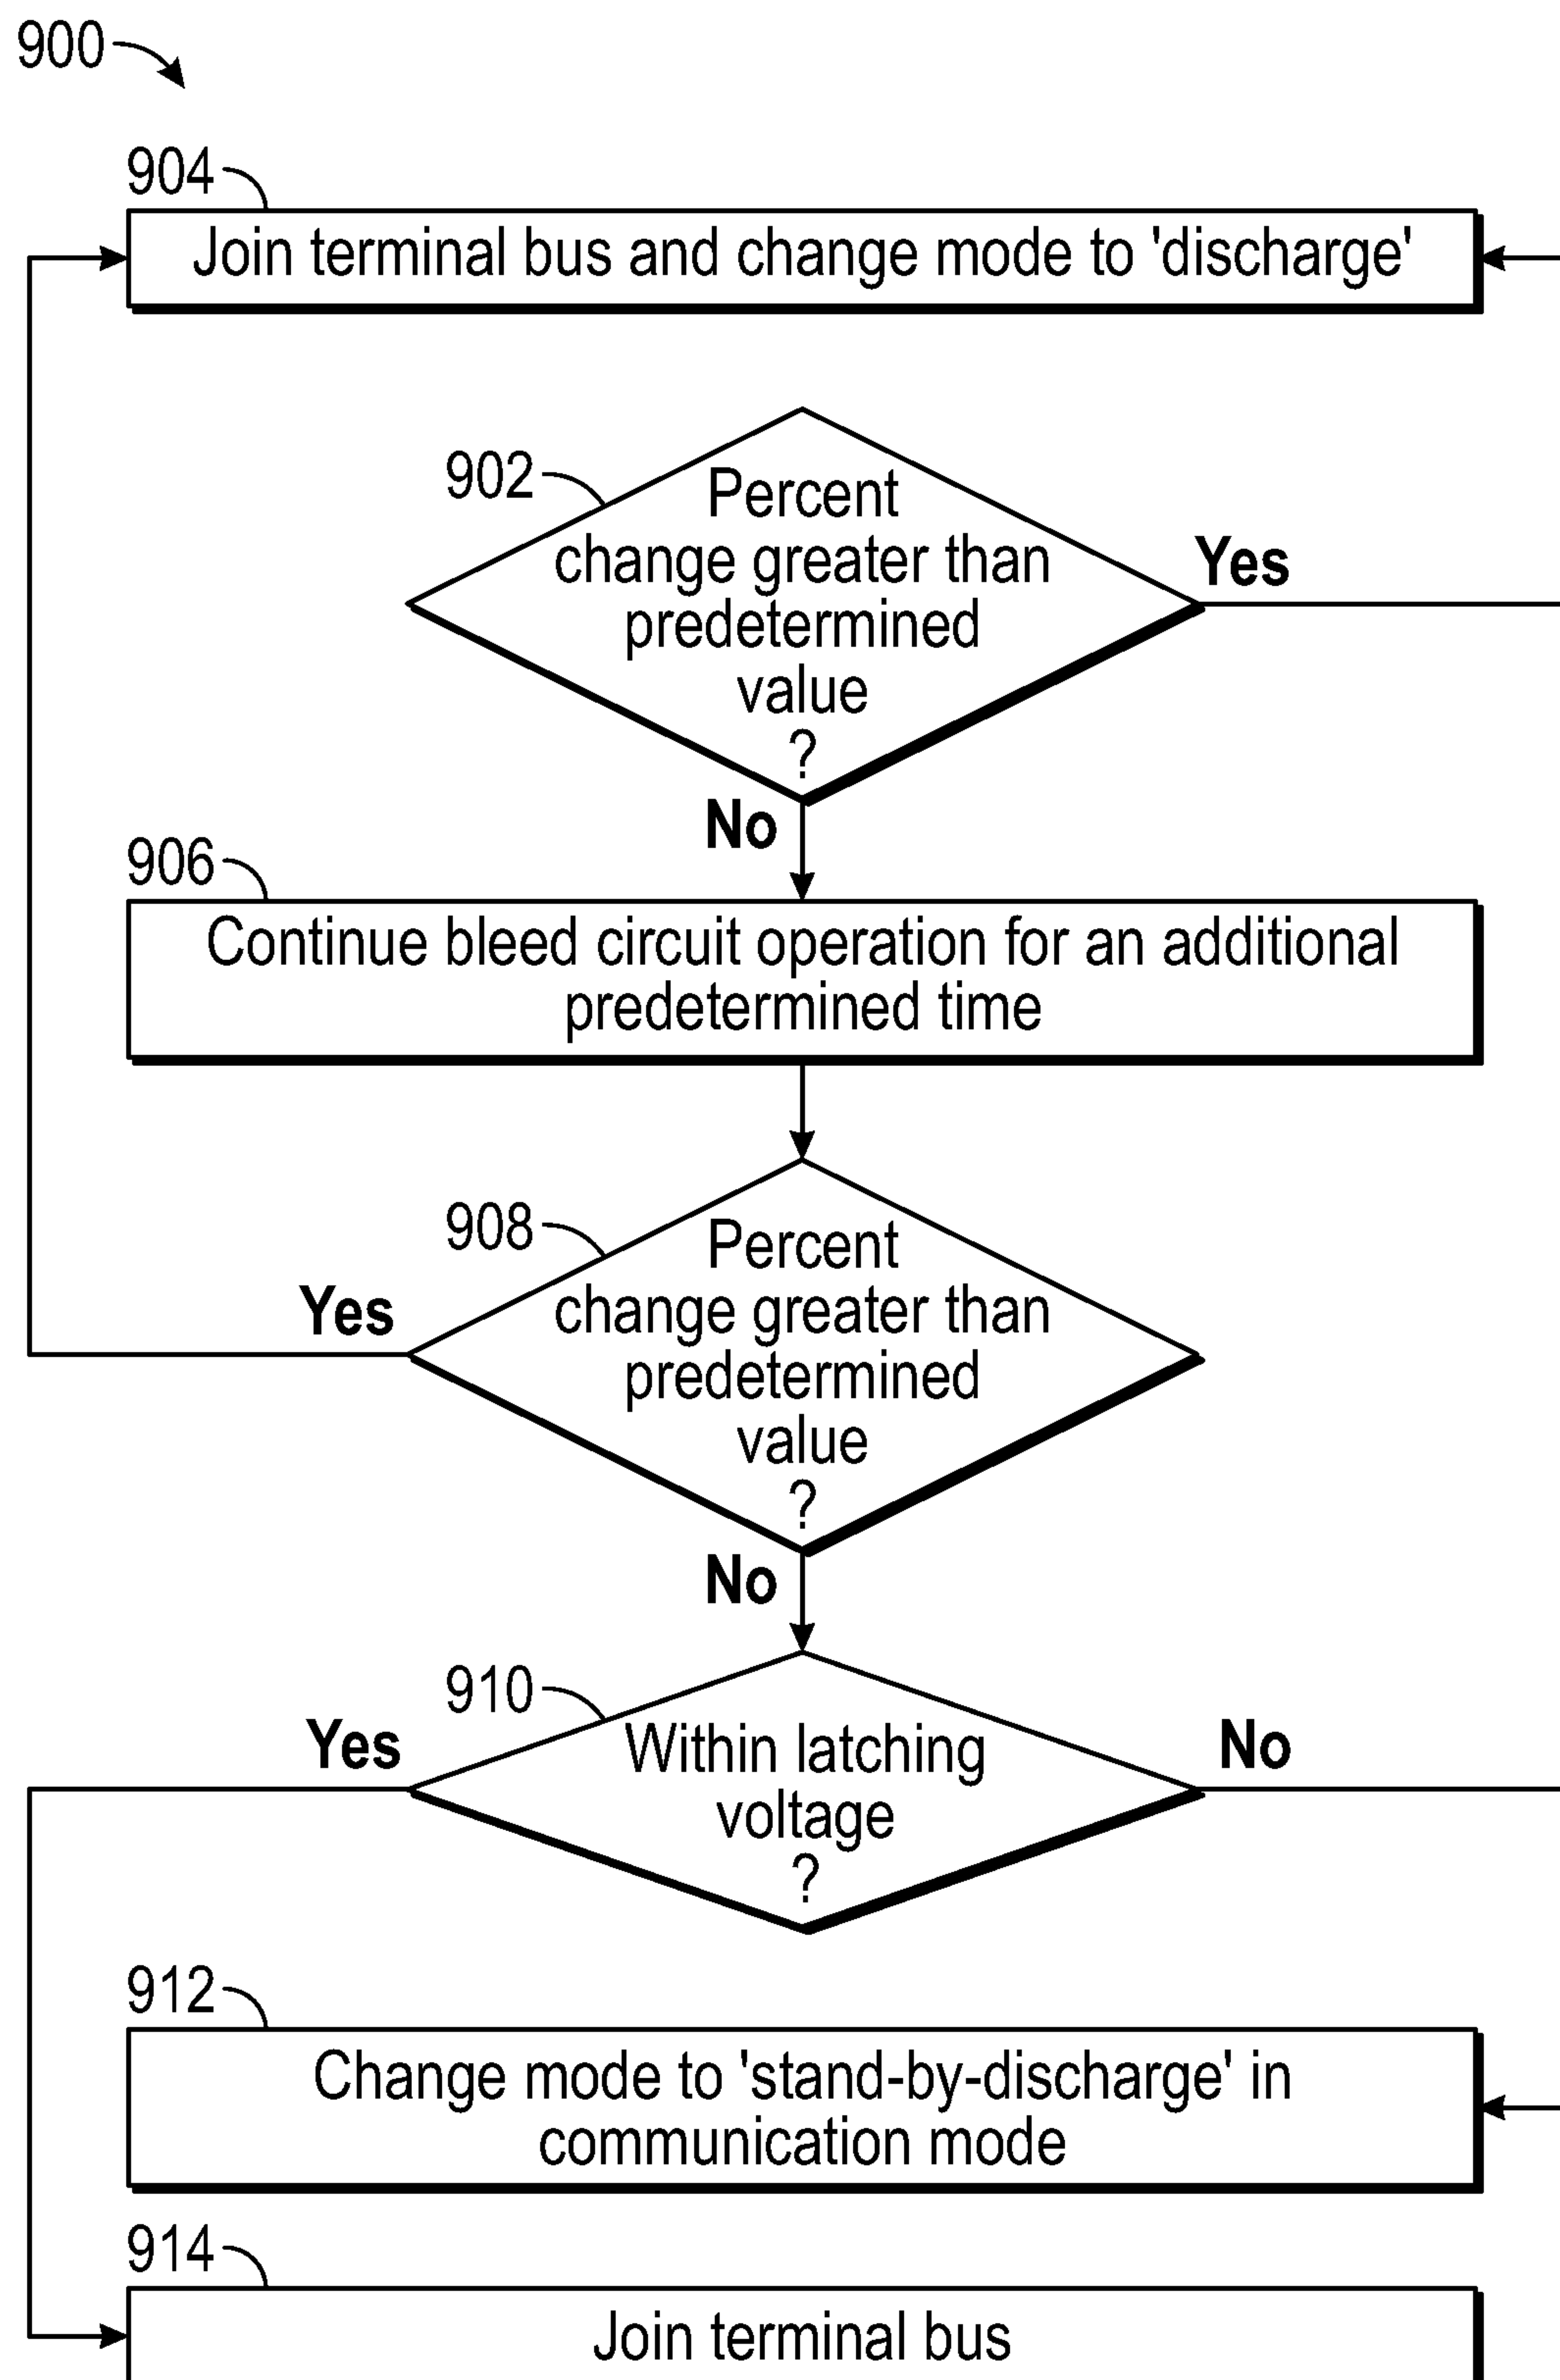 900
904
Join terminal bus and change mode to 'discharge'
902
Percent
change greater than
predetermined
value
?
Yes
No
906
Continue bleed circuit operation for an additional
predetermined time
908
Percent
change greater than
predetermined
value
?
Yes
No
910
Within latching
voltage
?
Yes
No
912
Change mode to 'stand-by-discharge' in
communication mode
914
Join terminal bus